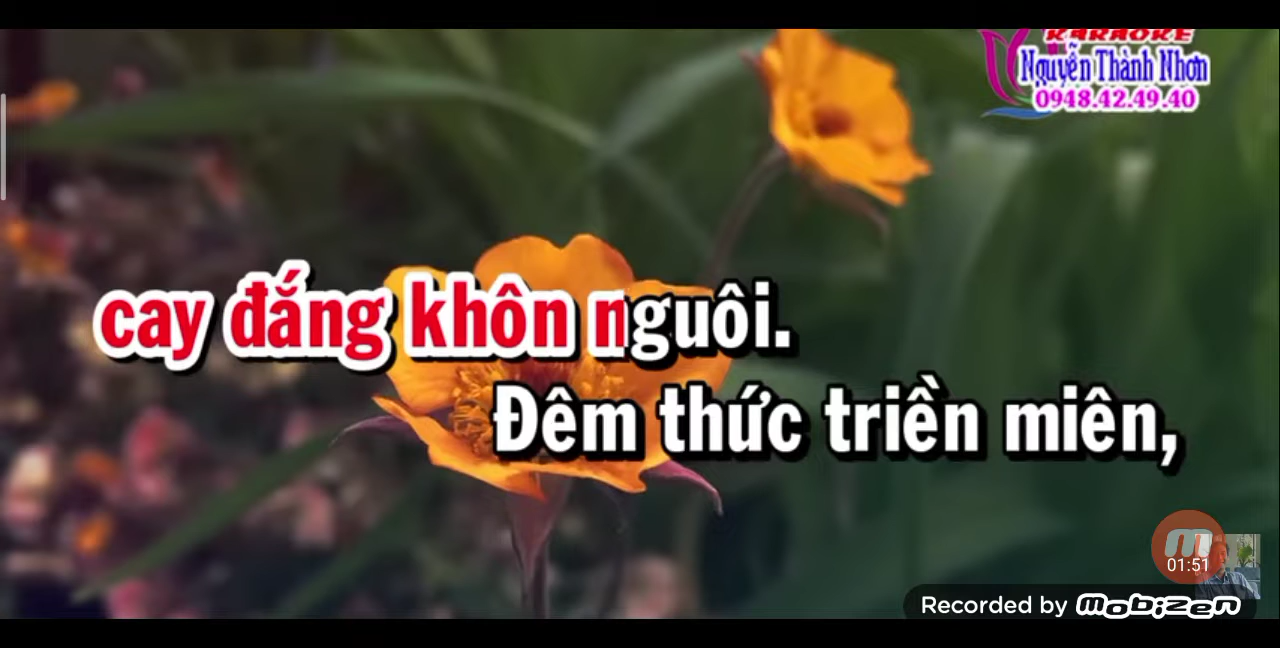 KARAOKE
Nguyễn Thành Nhơn
0948.42.49.40
cay đắng khôn nguôi.
Đêm thức triền miên,
01:51
Recorded by mobizen